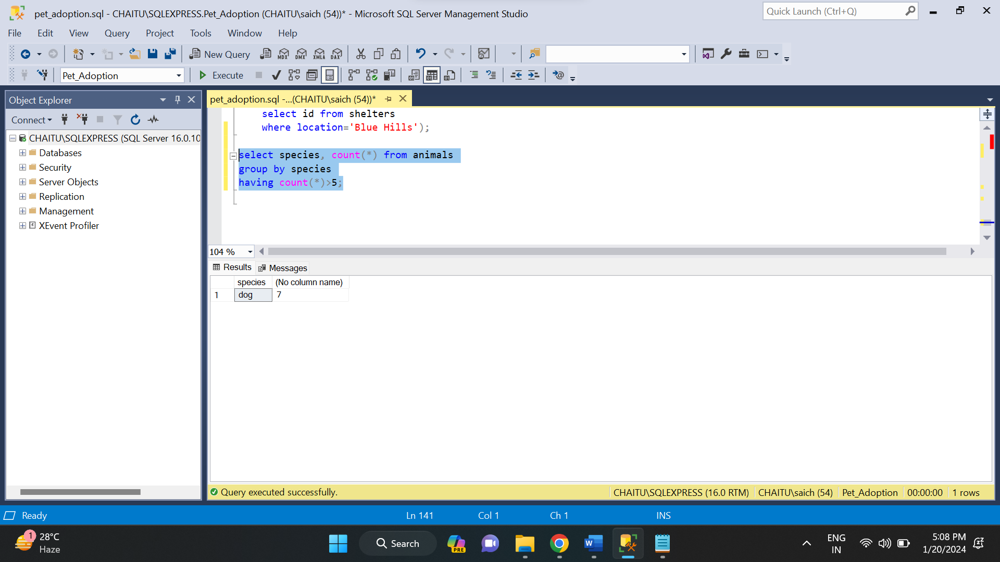 pet_adoption.sql - CHAITU\SQLEXPRESS.Pet_Adoption (CHAITU\saich (54))* - Microsoft SQL Server Management Studio
Quick Launch (Ctrl+Q)
File Edit View Query Project Tools Window Help
New Query MDX DMX XMLA DAX
Pet_Adoption Execute
Object Explorer
Connect
CHAITU\SQLEXPRESS (SQL Server 16.0.10
Databases
Security
Server Objects
Replication
Management
XEvent Profiler
pet_adoption.sql -...(CHAITU\saich (54))*
select id from shelters
where location='Blue Hills');
select species, count(*) from animals
group by species
having count(*)>5;
104 %
Results Messages
species (No column name)
1 dog 7
Query executed successfully. CHAITU\SQLEXPRESS (16.0 RTM) CHAITU\saich (54) Pet_Adoption 00:00:00 1 rows
Ready Ln 141 Col 1 Ch 1 INS
1 28°C
Haze
Search
PRE
W
ENG
IN
5:08 PM
1/20/2024